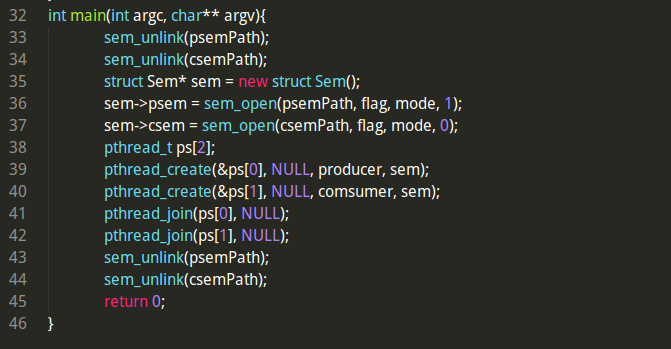 32 int main(int argc, char** argv){
33 sem_unlink(psemPath);
34 sem_unlink(csemPath);
35 struct Sem* sem = new struct Sem();
36 sem->psem = sem_open(psemPath, flag, mode, 1);
37 sem->csem = sem_open(csemPath, flag, mode, 0);
38 pthread_t ps[2];
39 pthread_create(&ps[0], NULL, producer, sem);
40 pthread_create(&ps[1], NULL, comsumer, sem);
41 pthread_join(ps[0], NULL);
42 pthread_join(ps[1], NULL);
43 sem_unlink(psemPath);
44 sem_unlink(csemPath);
45 return 0;
46 }